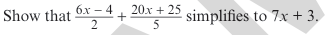 Show that (6x − 4)/2 + (20x + 25)/5 simplifies to 7x + 3.